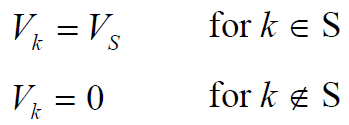 V_k = V_S for k ∈ S
V_k = 0 for k ∉ S